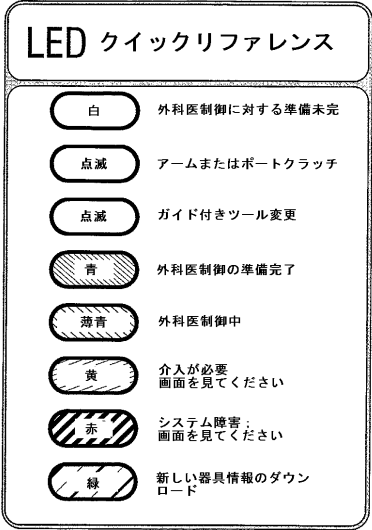 LED クイックリファレンス
白 外科医制御に対する準備未完
点滅 アームまたはポートクラッチ
点滅 ガイド付きツール変更
青 外科医制御の準備完了
薄青 外科医制御中
黄 介入が必要
画面を見てください
赤 システム障害;
画面を見てください
緑 新しい器具情報のダウン
ロード